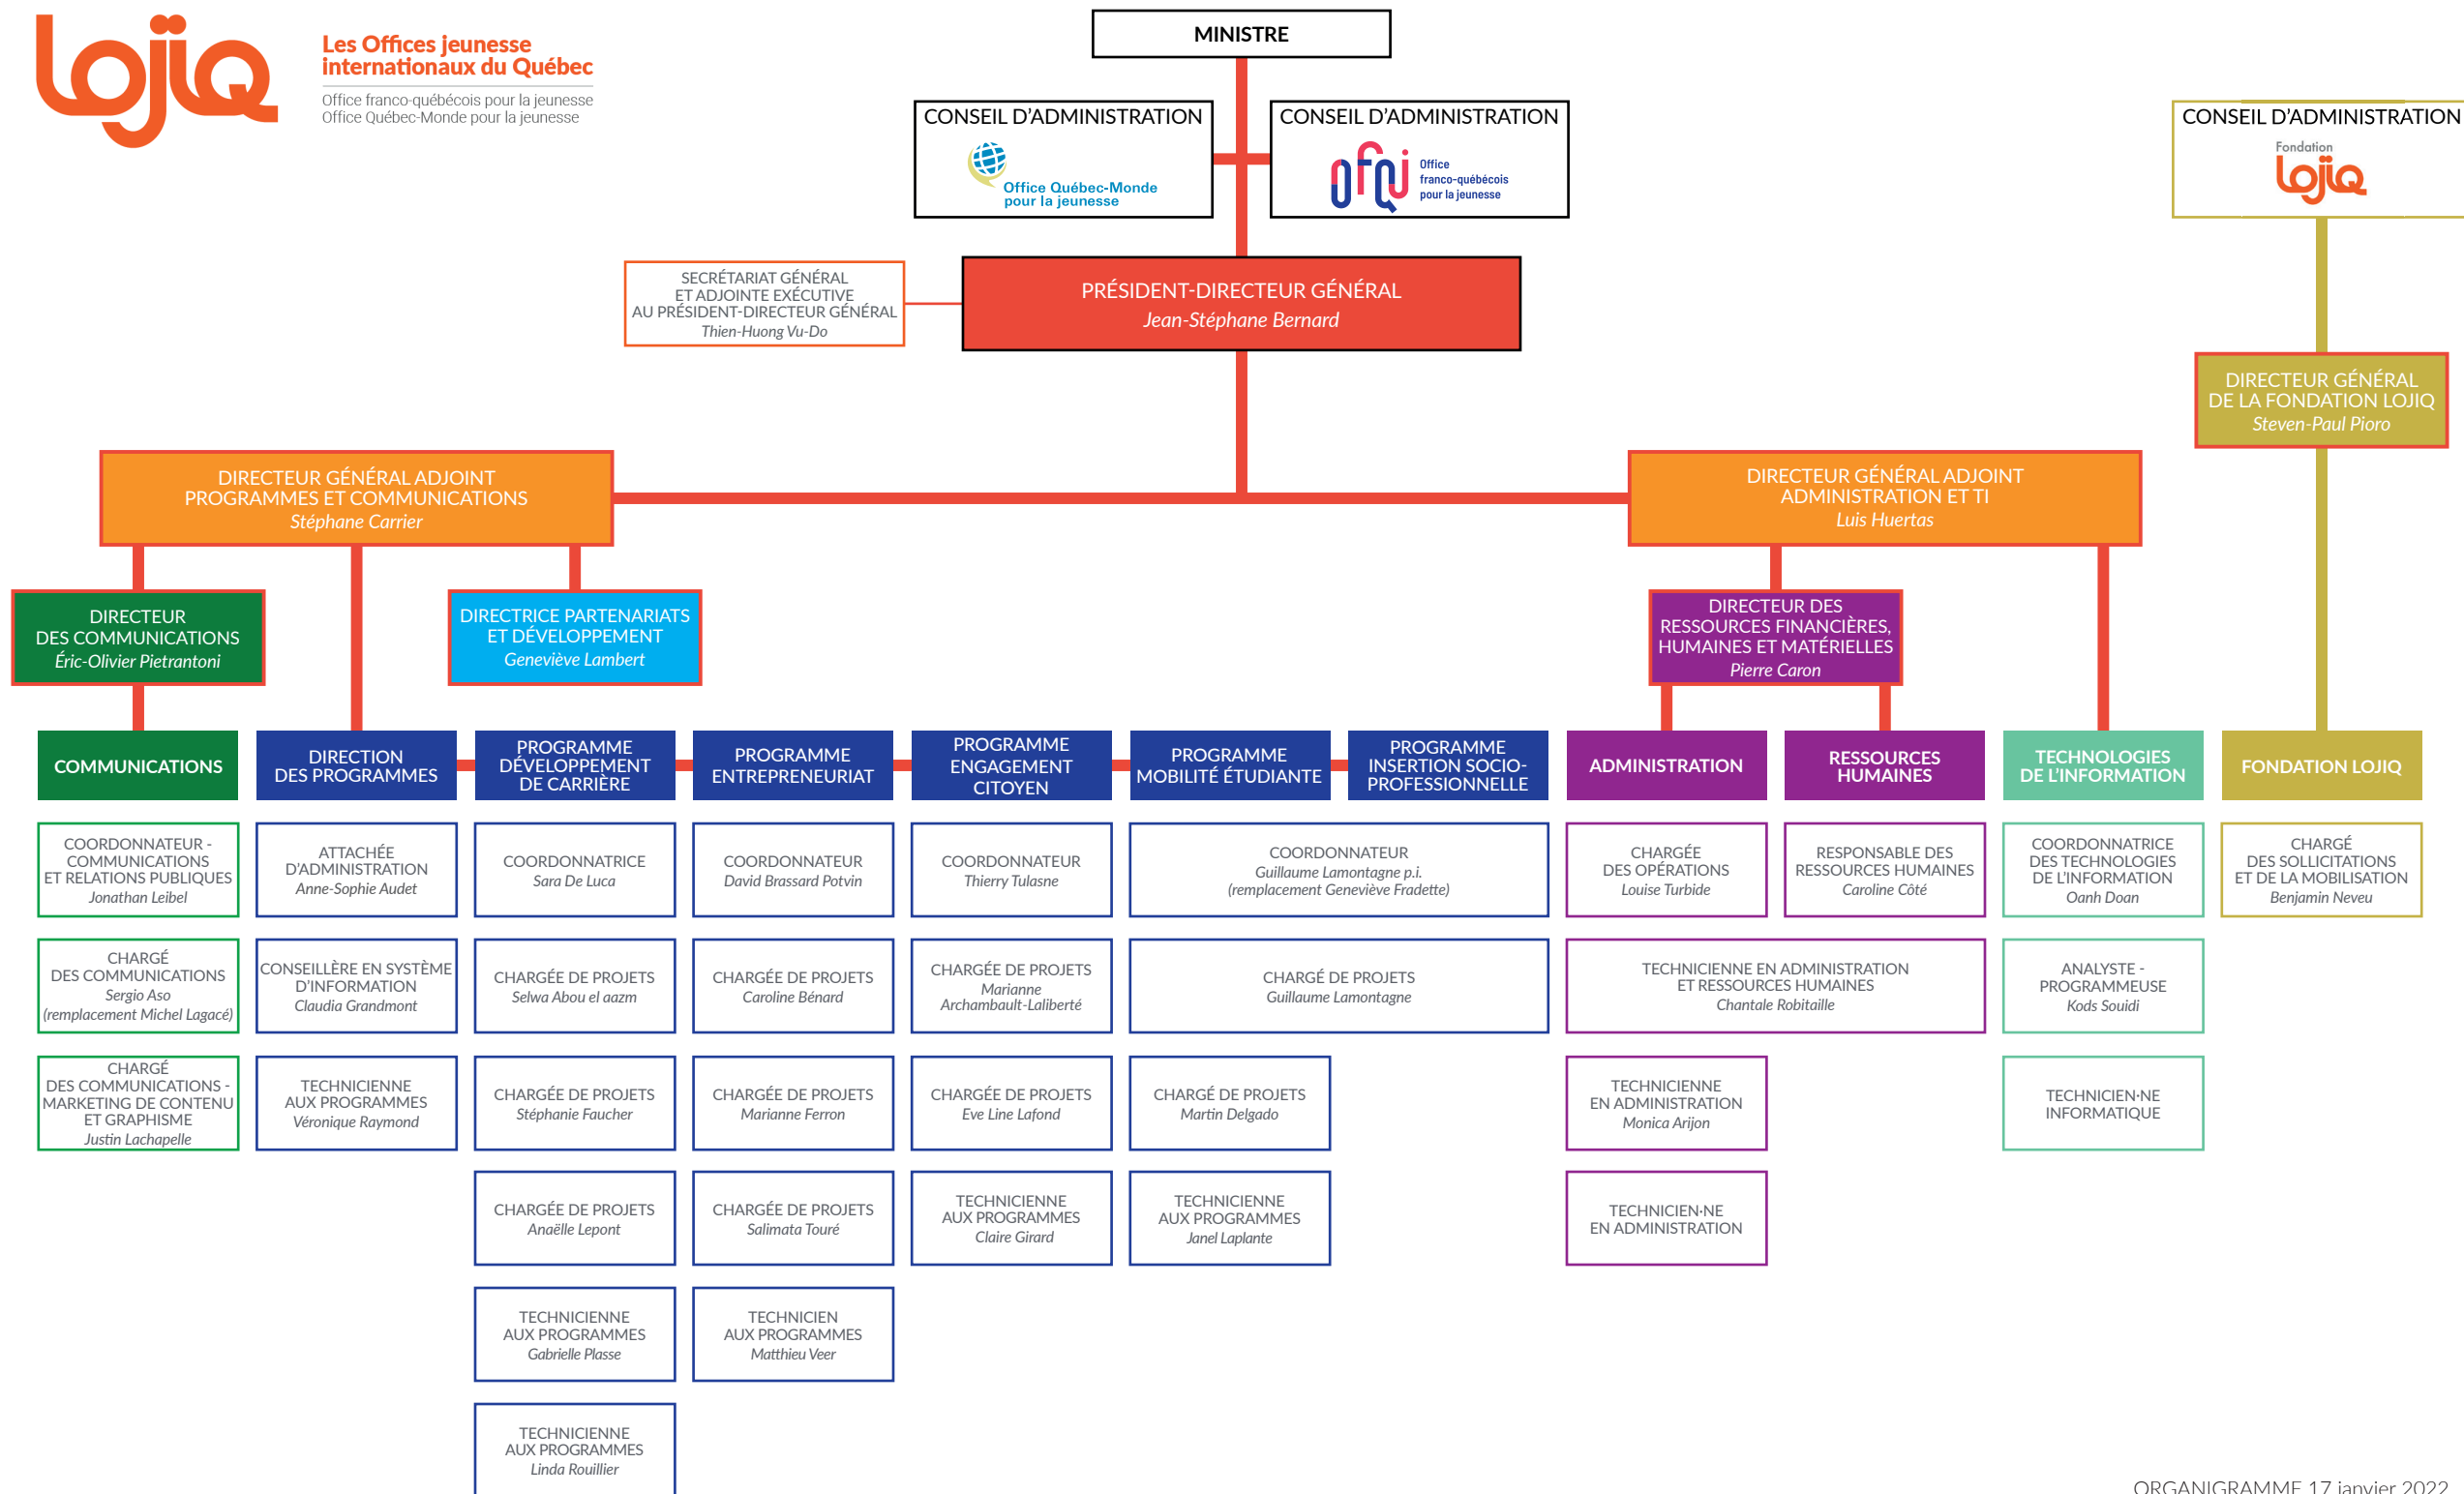 lojiq
Les Offices jeunesse
internationaux du Québec
Office franco-québécois pour la jeunesse
Office Québec-Monde pour la jeunesse
MINISTRE
CONSEIL D'ADMINISTRATION
Office Québec-Monde
pour la jeunesse
CONSEIL D'ADMINISTRATION
ofqj
Office
franco-québécois
pour la jeunesse
CONSEIL D'ADMINISTRATION
Fondation
lojiq
SECRÉTARIAT GÉNÉRAL
ET ADJOINTE EXÉCUTIVE
AU PRÉSIDENT-DIRECTEUR GÉNÉRAL
Thien-Huong Vu-Do
PRÉSIDENT-DIRECTEUR GÉNÉRAL
Jean-Stéphane Bernard
DIRECTEUR GÉNÉRAL
DE LA FONDATION LOJIQ
Steven-Paul Pioro
DIRECTEUR GÉNÉRAL ADJOINT
PROGRAMMES ET COMMUNICATIONS
Stéphane Carrier
DIRECTEUR GÉNÉRAL ADJOINT
ADMINISTRATION ET TI
Luis Huertas
DIRECTEUR
DES COMMUNICATIONS
Éric-Olivier Pietrantoni
DIRECTRICE PARTENARIATS
ET DÉVELOPPEMENT
Geneviève Lambert
DIRECTEUR DES
RESSOURCES FINANCIÈRES,
HUMAINES ET MATÉRIELLES
Pierre Caron
COMMUNICATIONS
DIRECTION
DES PROGRAMMES
PROGRAMME
DÉVELOPPEMENT
DE CARRIÈRE
PROGRAMME
ENTREPRENEURIAT
PROGRAMME
ENGAGEMENT
CITOYEN
PROGRAMME
MOBILITÉ ÉTUDIANTE
PROGRAMME
INSERTION SOCIO-
PROFESSIONNELLE
ADMINISTRATION
RESSOURCES
HUMAINES
TECHNOLOGIES
DE L'INFORMATION
FONDATION LOJIQ
COORDONNATEUR -
COMMUNICATIONS
ET RELATIONS PUBLIQUES
Jonathan Leibel
ATTACHÉE
D'ADMINISTRATION
Anne-Sophie Audet
COORDONNATRICE
Sara De Luca
COORDONNATEUR
David Brassard Potvin
COORDONNATEUR
Thierry Tulasne
COORDONNATEUR
Guillaume Lamontagne p.i.
(remplacement Geneviève Fradette)
CHARGÉE
DES OPÉRATIONS
Louise Turbide
RESPONSABLE DES
RESSOURCES HUMAINES
Caroline Côté
COORDONNATRICE
DES TECHNOLOGIES
DE L'INFORMATION
Oanh Doan
CHARGÉ
DES SOLLICITATIONS
ET DE LA MOBILISATION
Benjamin Neveu
CHARGÉ
DES COMMUNICATIONS
Sergio Aso
(remplacement Michel Lagacé)
CONSEILLÈRE EN SYSTÈME
D'INFORMATION
Claudia Grandmont
CHARGÉE DE PROJETS
Selwa Abou el aazm
CHARGÉE DE PROJETS
Caroline Bénard
CHARGÉE DE PROJETS
Marianne
Archambault-Laliberté
CHARGÉ DE PROJETS
Guillaume Lamontagne
TECHNICIENNE EN ADMINISTRATION
ET RESSOURCES HUMAINES
Chantale Robitaille
ANALYSTE -
PROGRAMMEUSE
Kods Souidi
CHARGÉ
DES COMMUNICATIONS -
MARKETING DE CONTENU
ET GRAPHISME
Justin Lachapelle
TECHNICIENNE
AUX PROGRAMMES
Véronique Raymond
CHARGÉE DE PROJETS
Stéphanie Faucher
CHARGÉE DE PROJETS
Marianne Ferron
CHARGÉE DE PROJETS
Eve Line Lafond
CHARGÉ DE PROJETS
Martin Delgado
TECHNICIENNE
EN ADMINISTRATION
Monica Arijon
TECHNICIEN·NE
INFORMATIQUE
CHARGÉE DE PROJETS
Anaëlle Lepont
CHARGÉE DE PROJETS
Salimata Touré
TECHNICIENNE
AUX PROGRAMMES
Claire Girard
TECHNICIENNE
AUX PROGRAMMES
Janel Laplante
TECHNICIEN·NE
EN ADMINISTRATION
TECHNICIENNE
AUX PROGRAMMES
Gabrielle Plasse
TECHNICIEN
AUX PROGRAMMES
Matthieu Veer
TECHNICIENNE
AUX PROGRAMMES
Linda Rouillier
ORGANIGRAMME 17 janvier 2022